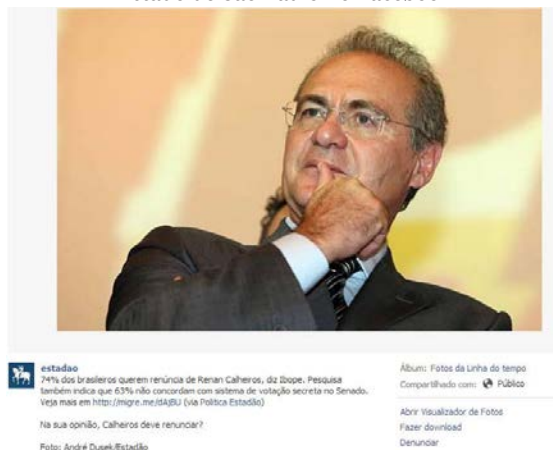 estadao
74% dos brasileiros querem renúncia de Renan Calheiros, diz Ibope. Pesquisa
também indica que 63% não concordam com sistema de votação secreta no Senado.
Veja mais em http://migre.me/dAjBU (via Política Estadão)
Na sua opinião, Calheiros deve renunciar?
Foto: André Dusek/Estadão
Álbum: Fotos da Linha do tempo
Compartilhado com: Público
Abrir Visualizador de Fotos
Fazer download
Denunciar